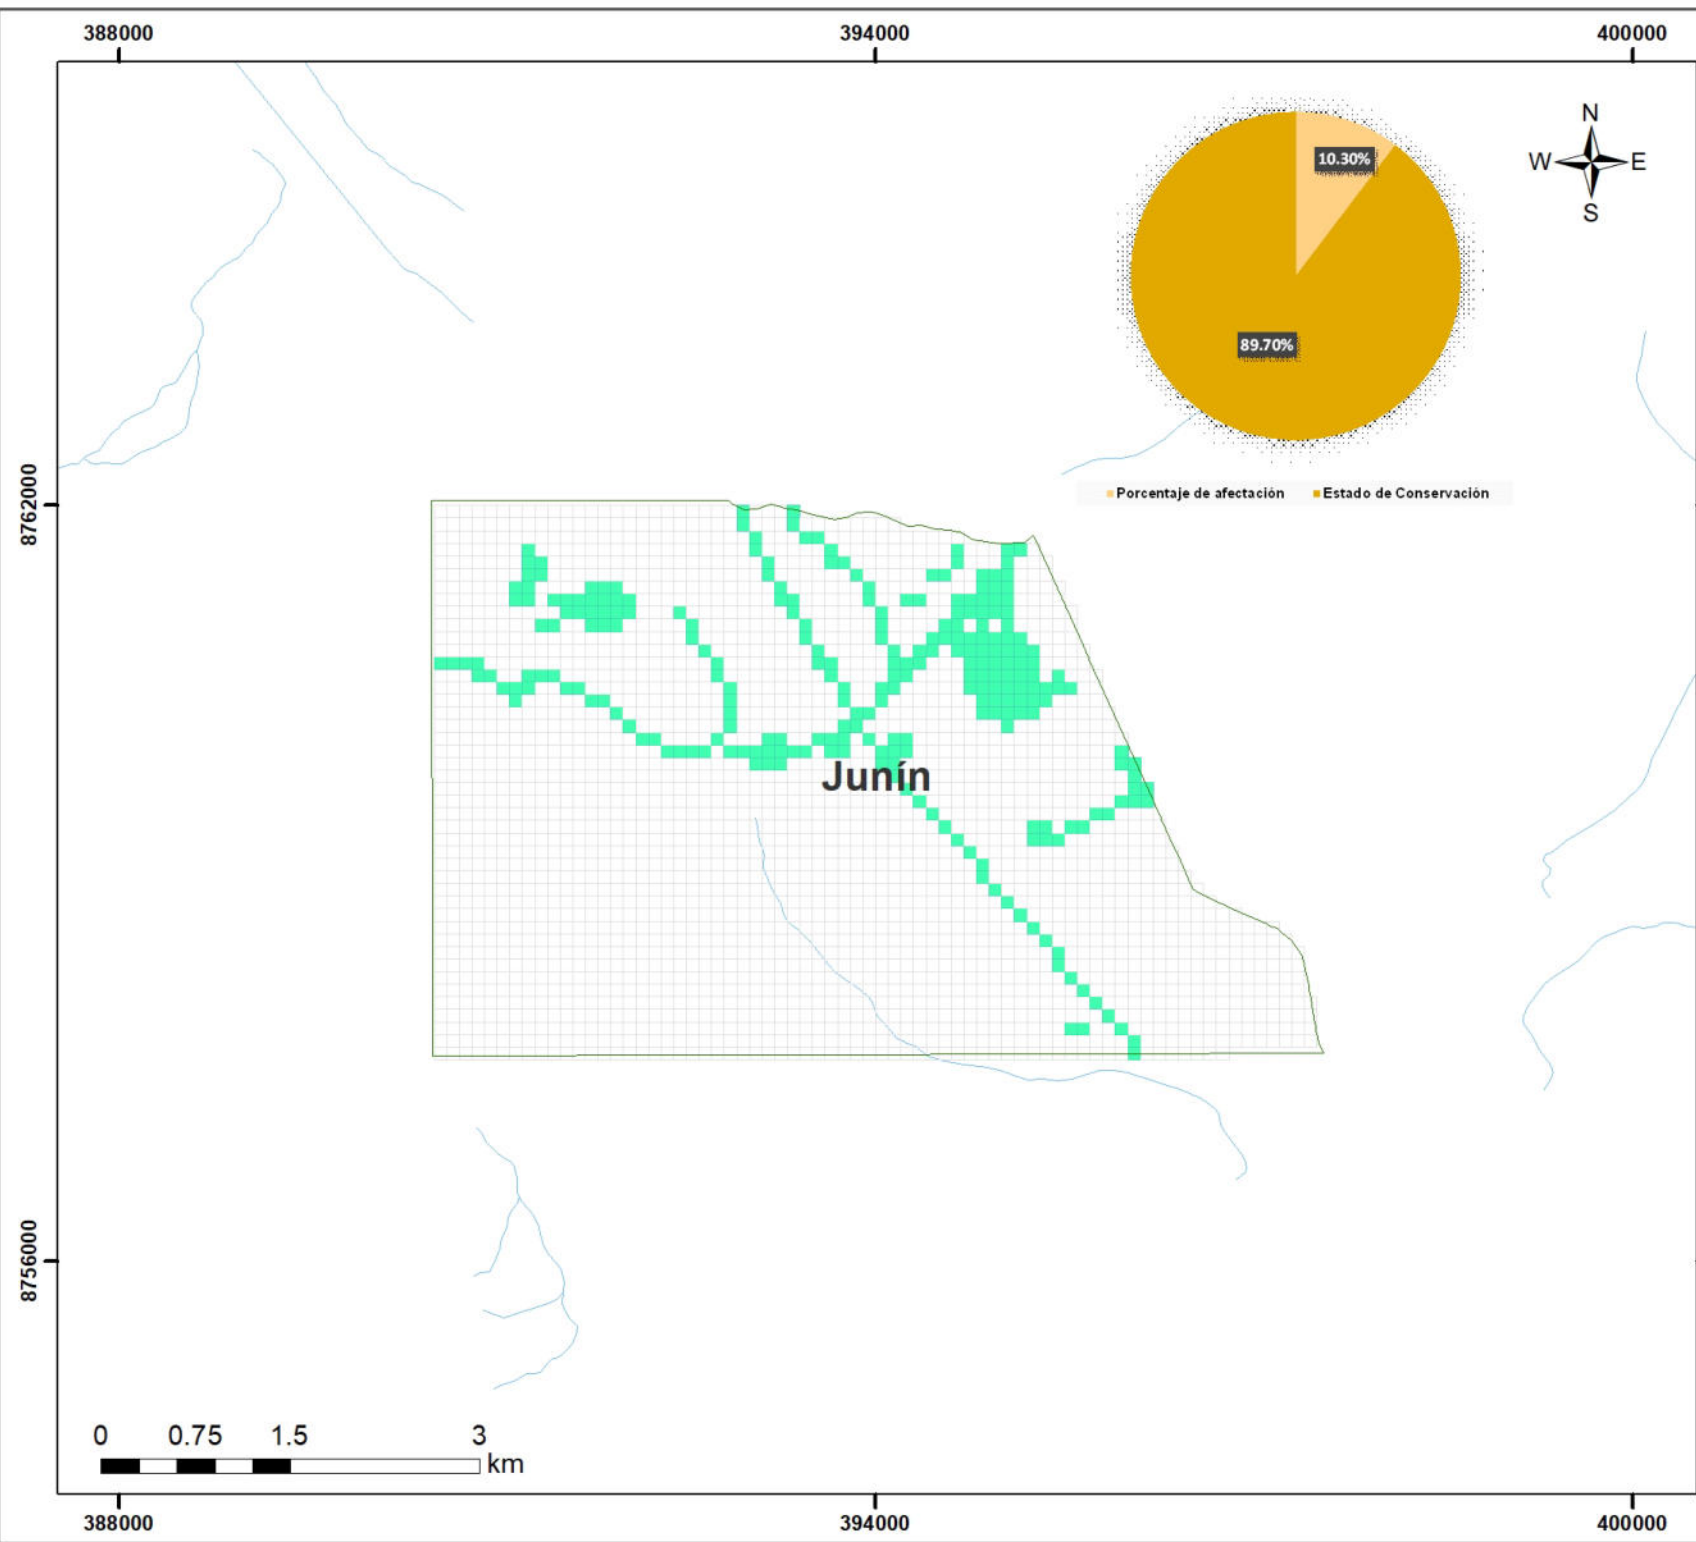 388000 394000 400000
N
W E
S
10.30%
89.70%
Porcentaje de afectación Estado de Conservación
8762000
Junín
8756000
0 0.75 1.5 3
km
388000 394000 400000